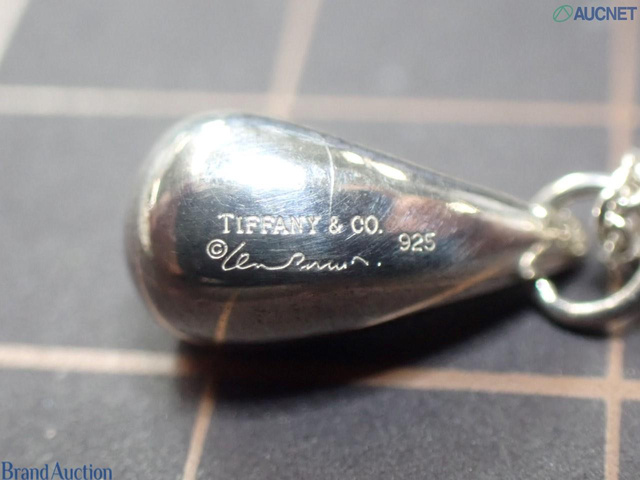 AUCNET
TIFFANY & CO.
925
©
Brand Auction